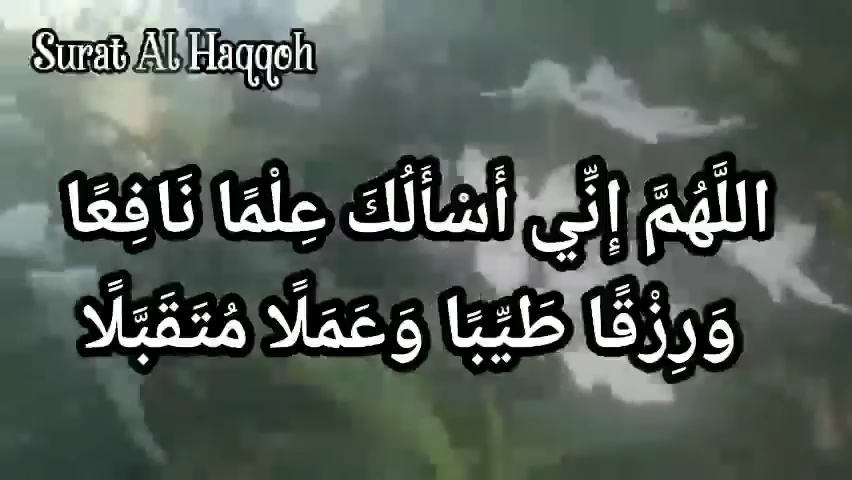 Surat Al Haqqoh
اللَّهُمَّ إِنِّي أَسْأَلُكَ عِلْمًا نَافِعًا
وَرِزْقًا طَيِّبًا وَعَمَلًا مُتَقَبَّلًا